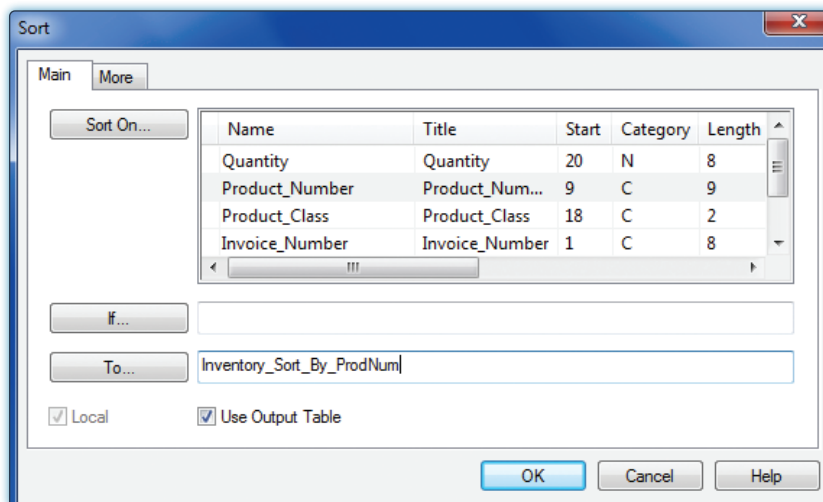 Sort
Main More
Sort On...
Name Title Start Category Length
Quantity Quantity 20 N 8
Product_Number Product_Num... 9 C 9
Product_Class Product_Class 18 C 2
Invoice_Number Invoice_Number 1 C 8
If...
To... Inventory_Sort_By_ProdNum
Local Use Output Table
OK Cancel Help